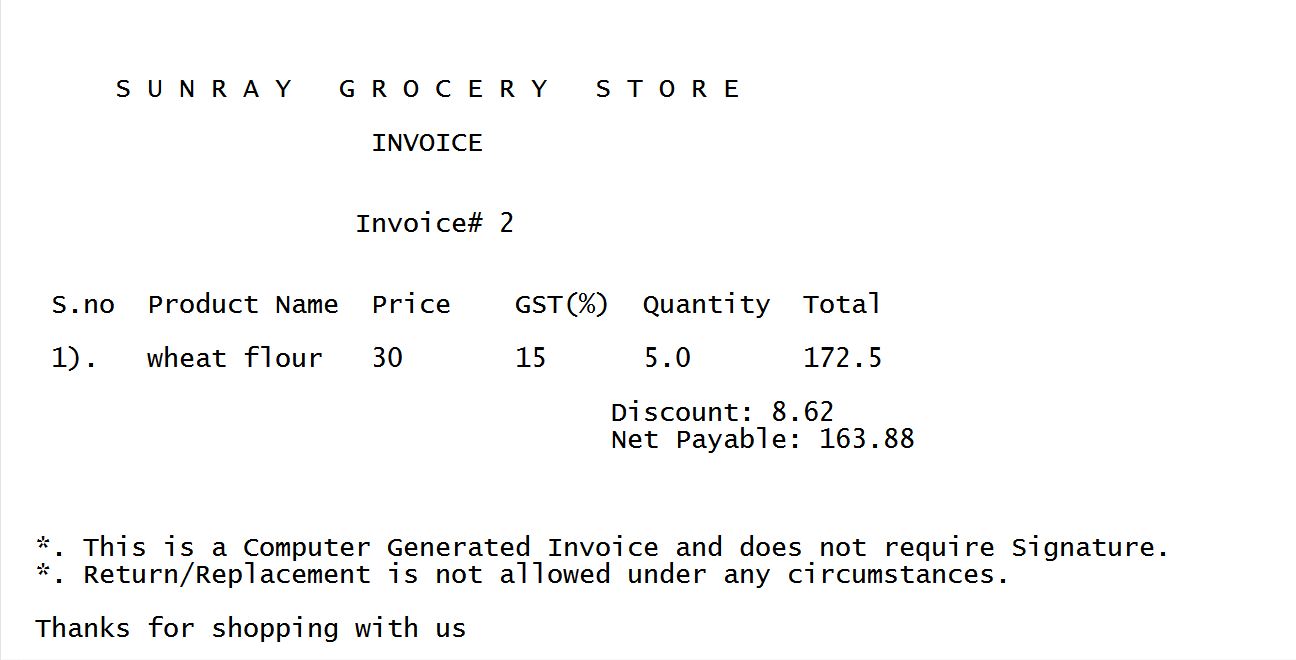 S U N R A Y   G R O C E R Y   S T O R E
INVOICE
Invoice# 2
S.no  Product Name  Price    GST(%)  Quantity  Total
1).   wheat flour   30       15      5.0       172.5
Discount: 8.62
Net Payable: 163.88
*. This is a Computer Generated Invoice and does not require Signature.
*. Return/Replacement is not allowed under any circumstances.
Thanks for shopping with us